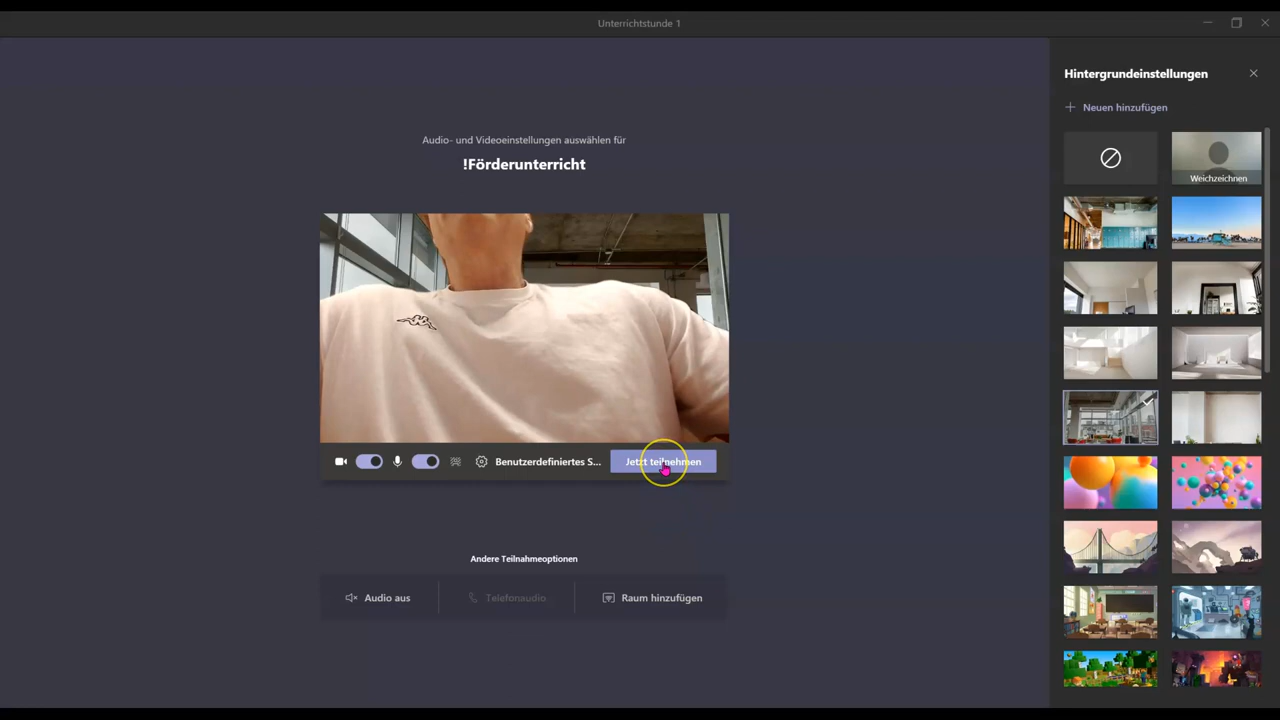 Unterrichtstunde 1
Audio- und Videoeinstellungen auswählen für
!Förderunterricht
Benutzerdefiniertes S...
Jetzt teilnehmen
Andere Teilnahmeoptionen
Audio aus
Telefonaudio
Raum hinzufügen
Hintergrundeinstellungen
Neuen hinzufügen
Weichzeichnen